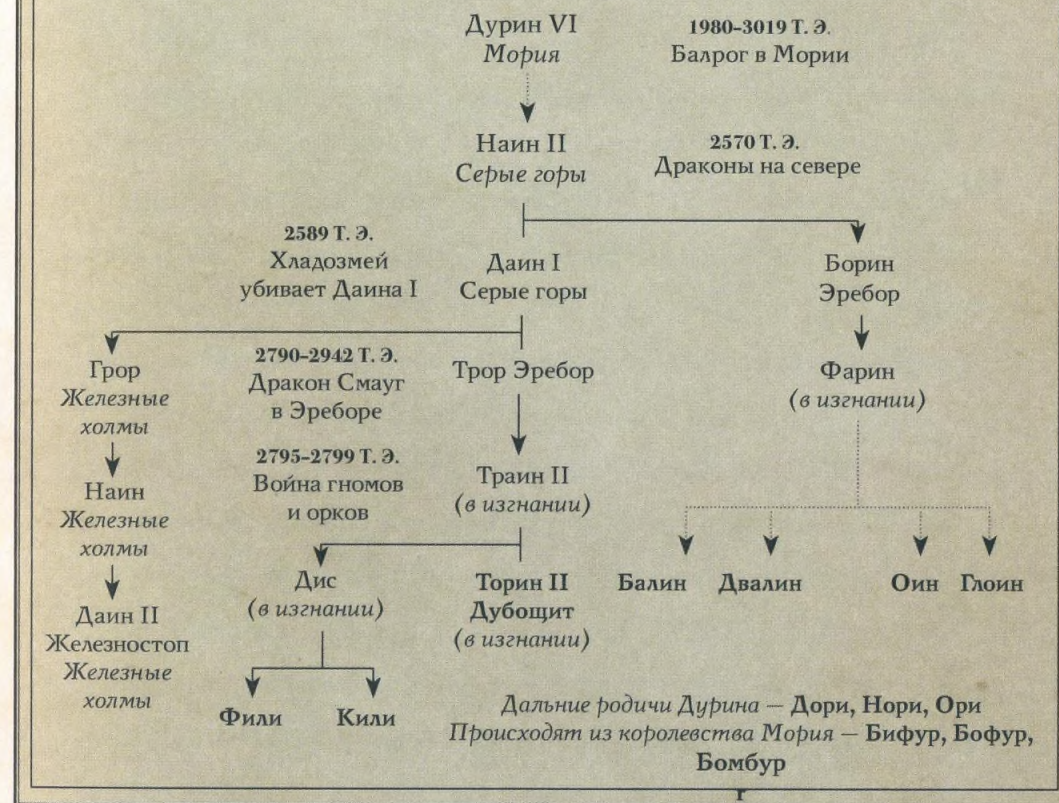 Дурин VI
Мория
1980–3019 Т. Э.
Балрог в Мории
Наин II
Серые горы
2570 Т. Э.
Драконы на севере
2589 Т. Э.
Хладозмей
убивает Даина I
Даин I
Серые горы
Борин
Эребор
Грор
Железные
холмы
2790–2942 Т. Э.
Дракон Смауг
в Эреборе
Трор Эребор
Фарин
(в изгнании)
2795–2799 Т. Э.
Война гномов
и орков
Наин
Железные
холмы
Траин II
(в изгнании)
Даин II
Железностоп
Железные
холмы
Дис
(в изгнании)
Торин II
Дубощит
(в изгнании)
Балин
Двалин
Оин
Глоин
Фили
Кили
Дальние родичи Дурина — Дори, Нори, Ори
Происходят из королевства Мория — Бифур, Бофур,
Бомбур